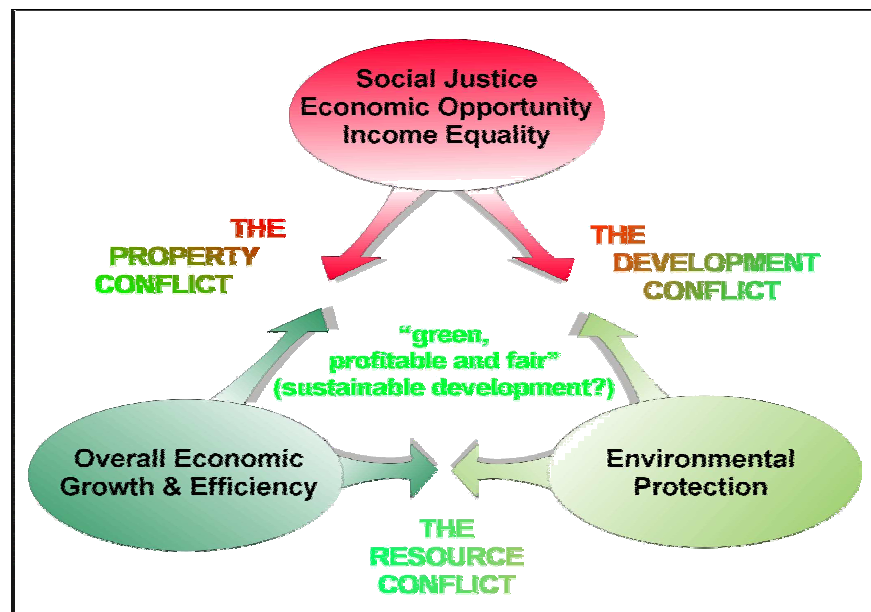 Social Justice
Economic Opportunity
Income Equality
THE
PROPERTY
CONFLICT
THE
DEVELOPMENT
CONFLICT
“green,
profitable and fair”
(sustainable development?)
Overall Economic
Growth & Efficiency
Environmental
Protection
THE
RESOURCE
CONFLICT